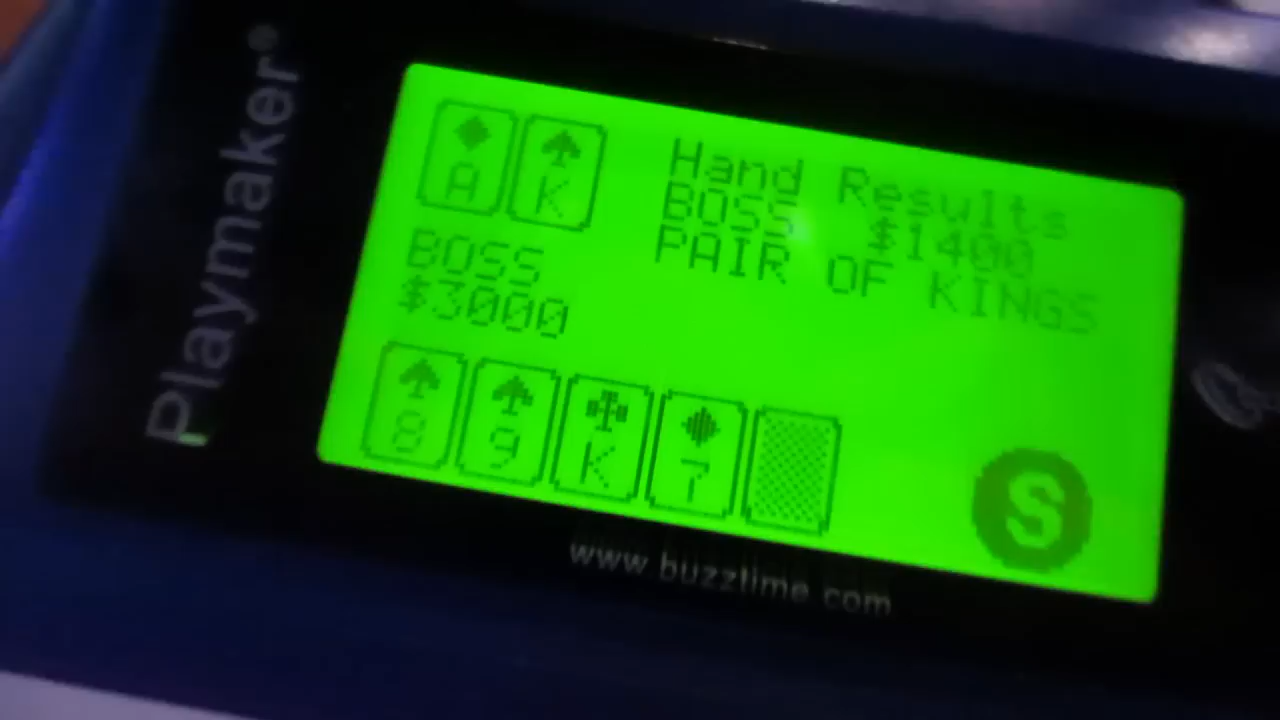 Playmaker®
A K
Hand Results
BOSS $1400
PAIR OF KINGS
BOSS
$3000
8 9 K 7
S
www.buzztime.com